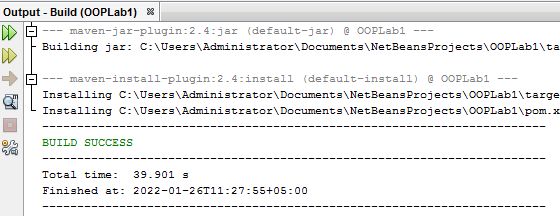 Output - Build (OOPLab1)
--- maven-jar-plugin:2.4:jar (default-jar) @ OOPLab1 ---
Building jar: C:\Users\Administrator\Documents\NetBeansProjects\OOPLab1\ta
--- maven-install-plugin:2.4:install (default-install) @ OOPLab1 ---
Installing C:\Users\Administrator\Documents\NetBeansProjects\OOPLab1\targe
Installing C:\Users\Administrator\Documents\NetBeansProjects\OOPLab1\pom.x
------------------------------------------------------------------------
BUILD SUCCESS
------------------------------------------------------------------------
Total time:  39.901 s
Finished at: 2022-01-26T11:27:55+05:00
------------------------------------------------------------------------